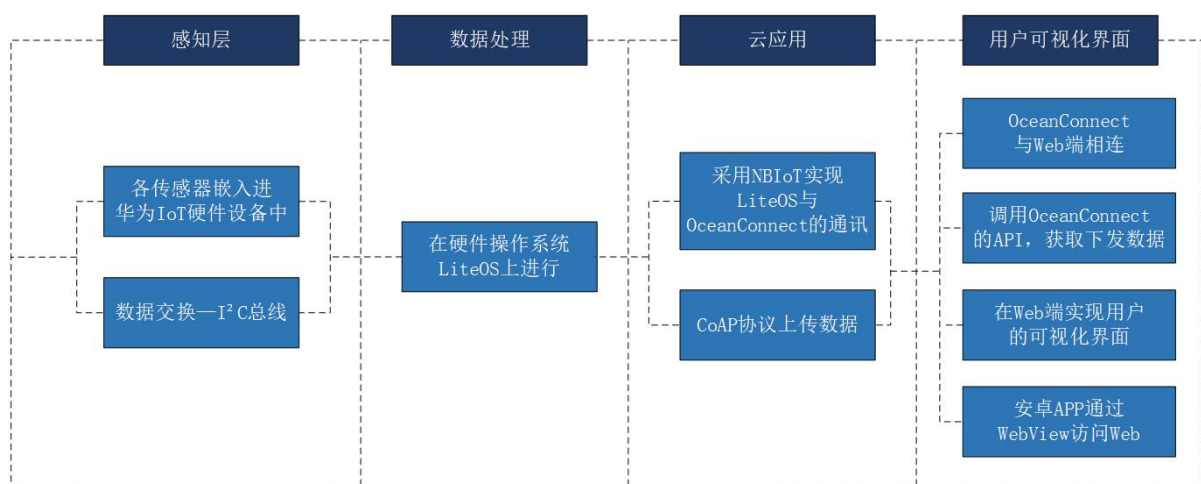 感知层
数据处理
云应用
用户可视化界面
各传感器嵌入进
华为IoT硬件设备中
数据交换—I²C总线
在硬件操作系统
LiteOS上进行
采用NBIoT实现
LiteOS与
OceanConnect的通讯
CoAP协议上传数据
OceanConnect
与Web端相连
调用OceanConnect
的API，获取下发数据
在Web端实现用户
的可视化界面
安卓APP通过
WebView访问Web